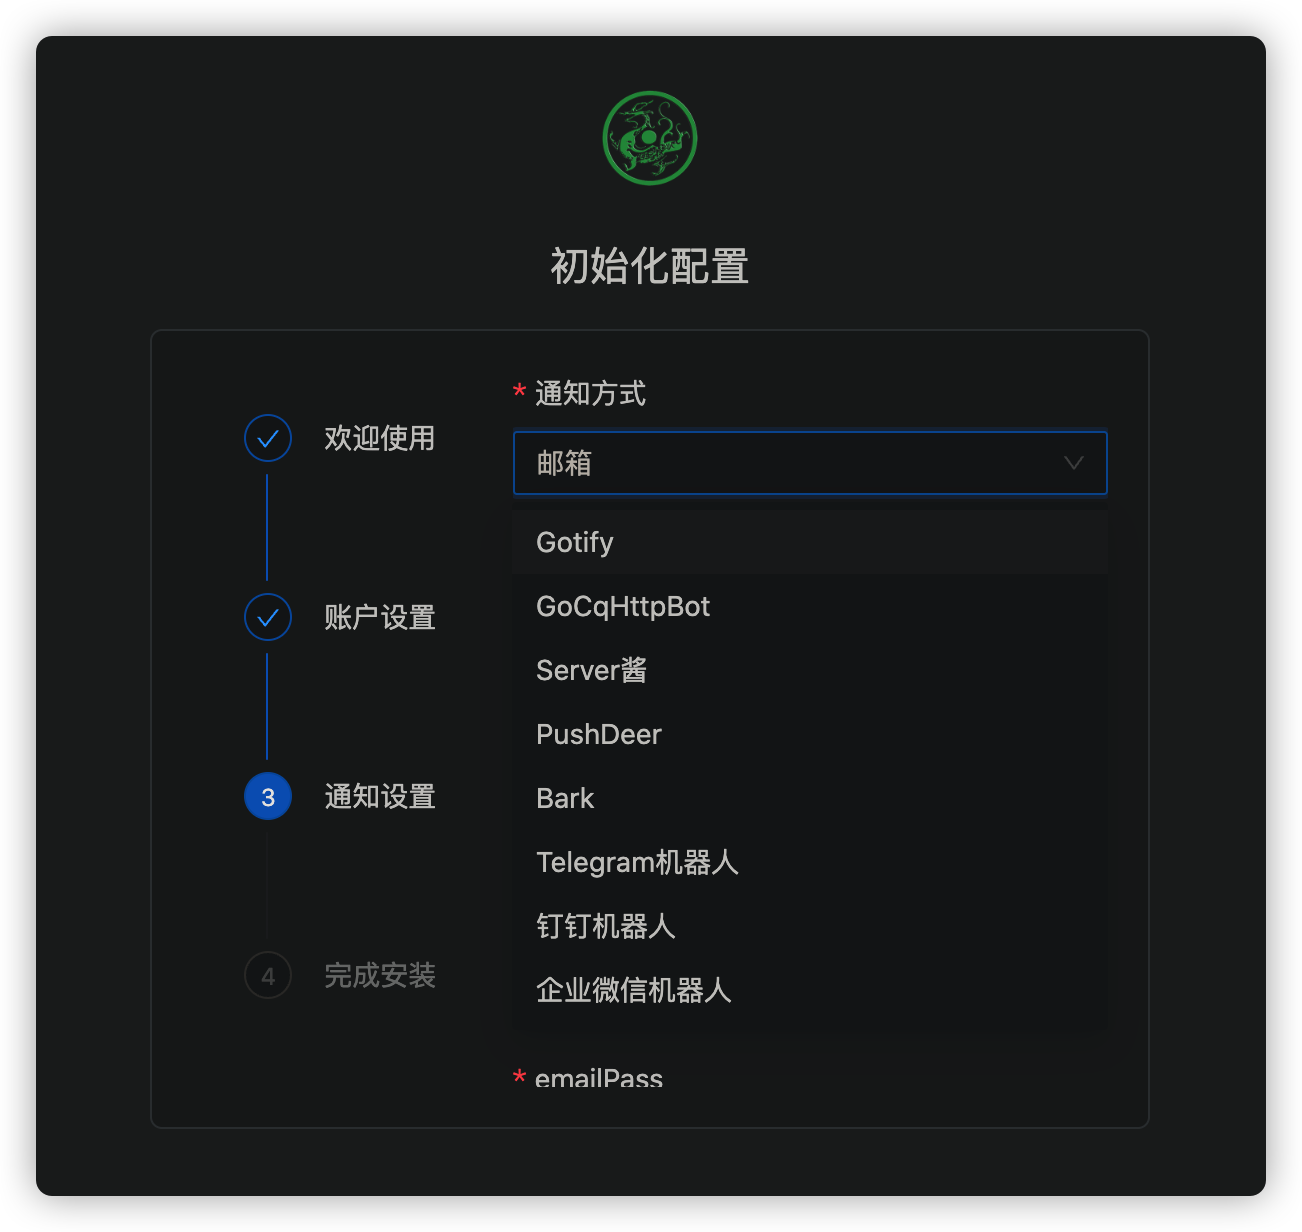 初始化配置
欢迎使用
账户设置
3 通知设置
4 完成安装
* 通知方式
邮箱
Gotify
GoCqHttpBot
Server酱
PushDeer
Bark
Telegram机器人
钉钉机器人
企业微信机器人
* emailPass